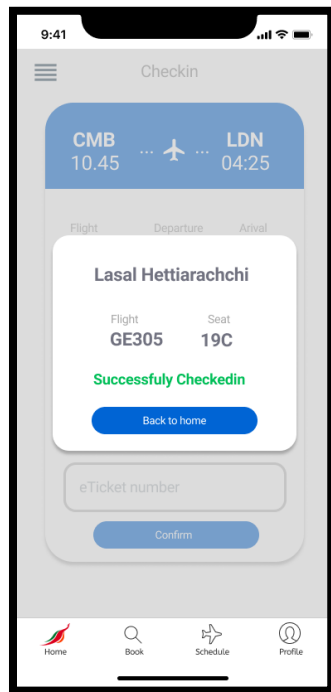 9:41
Checkin
CMB ... ... LDN
10.45 04:25
Flight Departure Arival
Lasal Hettiarachchi
Flight Seat
GE305 19C
Successfuly Checkedin
Back to home
eTicket number
Confirm
Home Book Schedule Profile